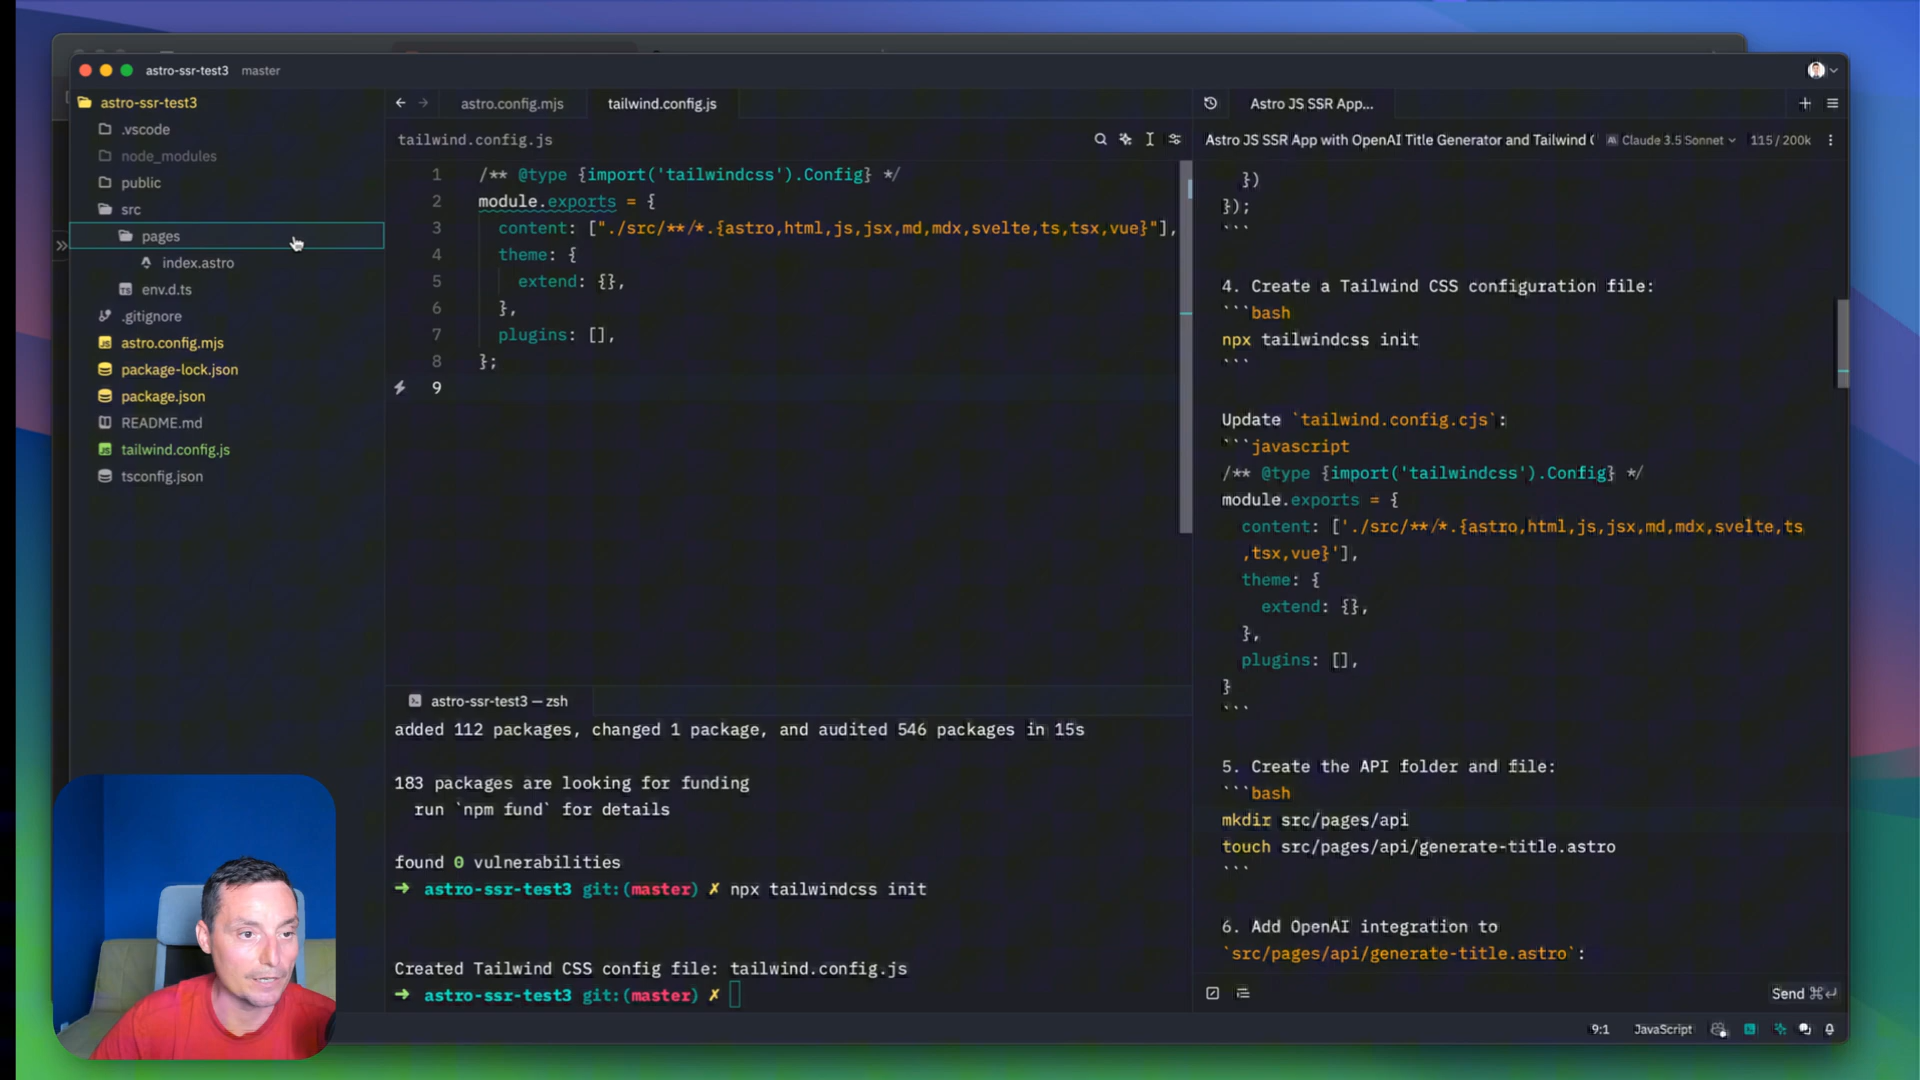 astro-ssr-test3 master
astro-ssr-test3
.vscode
node_modules
public
src
pages
index.astro
env.d.ts
.gitignore
astro.config.mjs
package-lock.json
package.json
README.md
tailwind.config.js
tsconfig.json
astro.config.mjs tailwind.config.js
tailwind.config.js
1 /** @type {import('tailwindcss').Config} */
2 module.exports = {
3 content: ["./src/**/*.{astro,html,js,jsx,md,mdx,svelte,ts,tsx,vue}"],
4 theme: {
5 extend: {},
6 },
7 plugins: [],
8 };
9
astro-ssr-test3 — zsh
added 112 packages, changed 1 package, and audited 546 packages in 15s
183 packages are looking for funding
run `npm fund` for details
found 0 vulnerabilities
➜ astro-ssr-test3 git:(master) ✗ npx tailwindcss init
Created Tailwind CSS config file: tailwind.config.js
➜ astro-ssr-test3 git:(master) ✗
Astro JS SSR App...
Astro JS SSR App with OpenAI Title Generator and Tailwind Claude 3.5 Sonnet 115/200k
})
});
```
4. Create a Tailwind CSS configuration file:
```bash
npx tailwindcss init
```
Update `tailwind.config.cjs`:
```javascript
/** @type {import('tailwindcss').Config} */
module.exports = {
content: ['./src/**/*.{astro,html,js,jsx,md,mdx,svelte,ts
,tsx,vue}'],
theme: {
extend: {},
},
plugins: [],
}
```
5. Create the API folder and file:
```bash
mkdir src/pages/api
touch src/pages/api/generate-title.astro
```
6. Add OpenAI integration to
`src/pages/api/generate-title.astro`:
Send ⌘↵
9:1 JavaScript